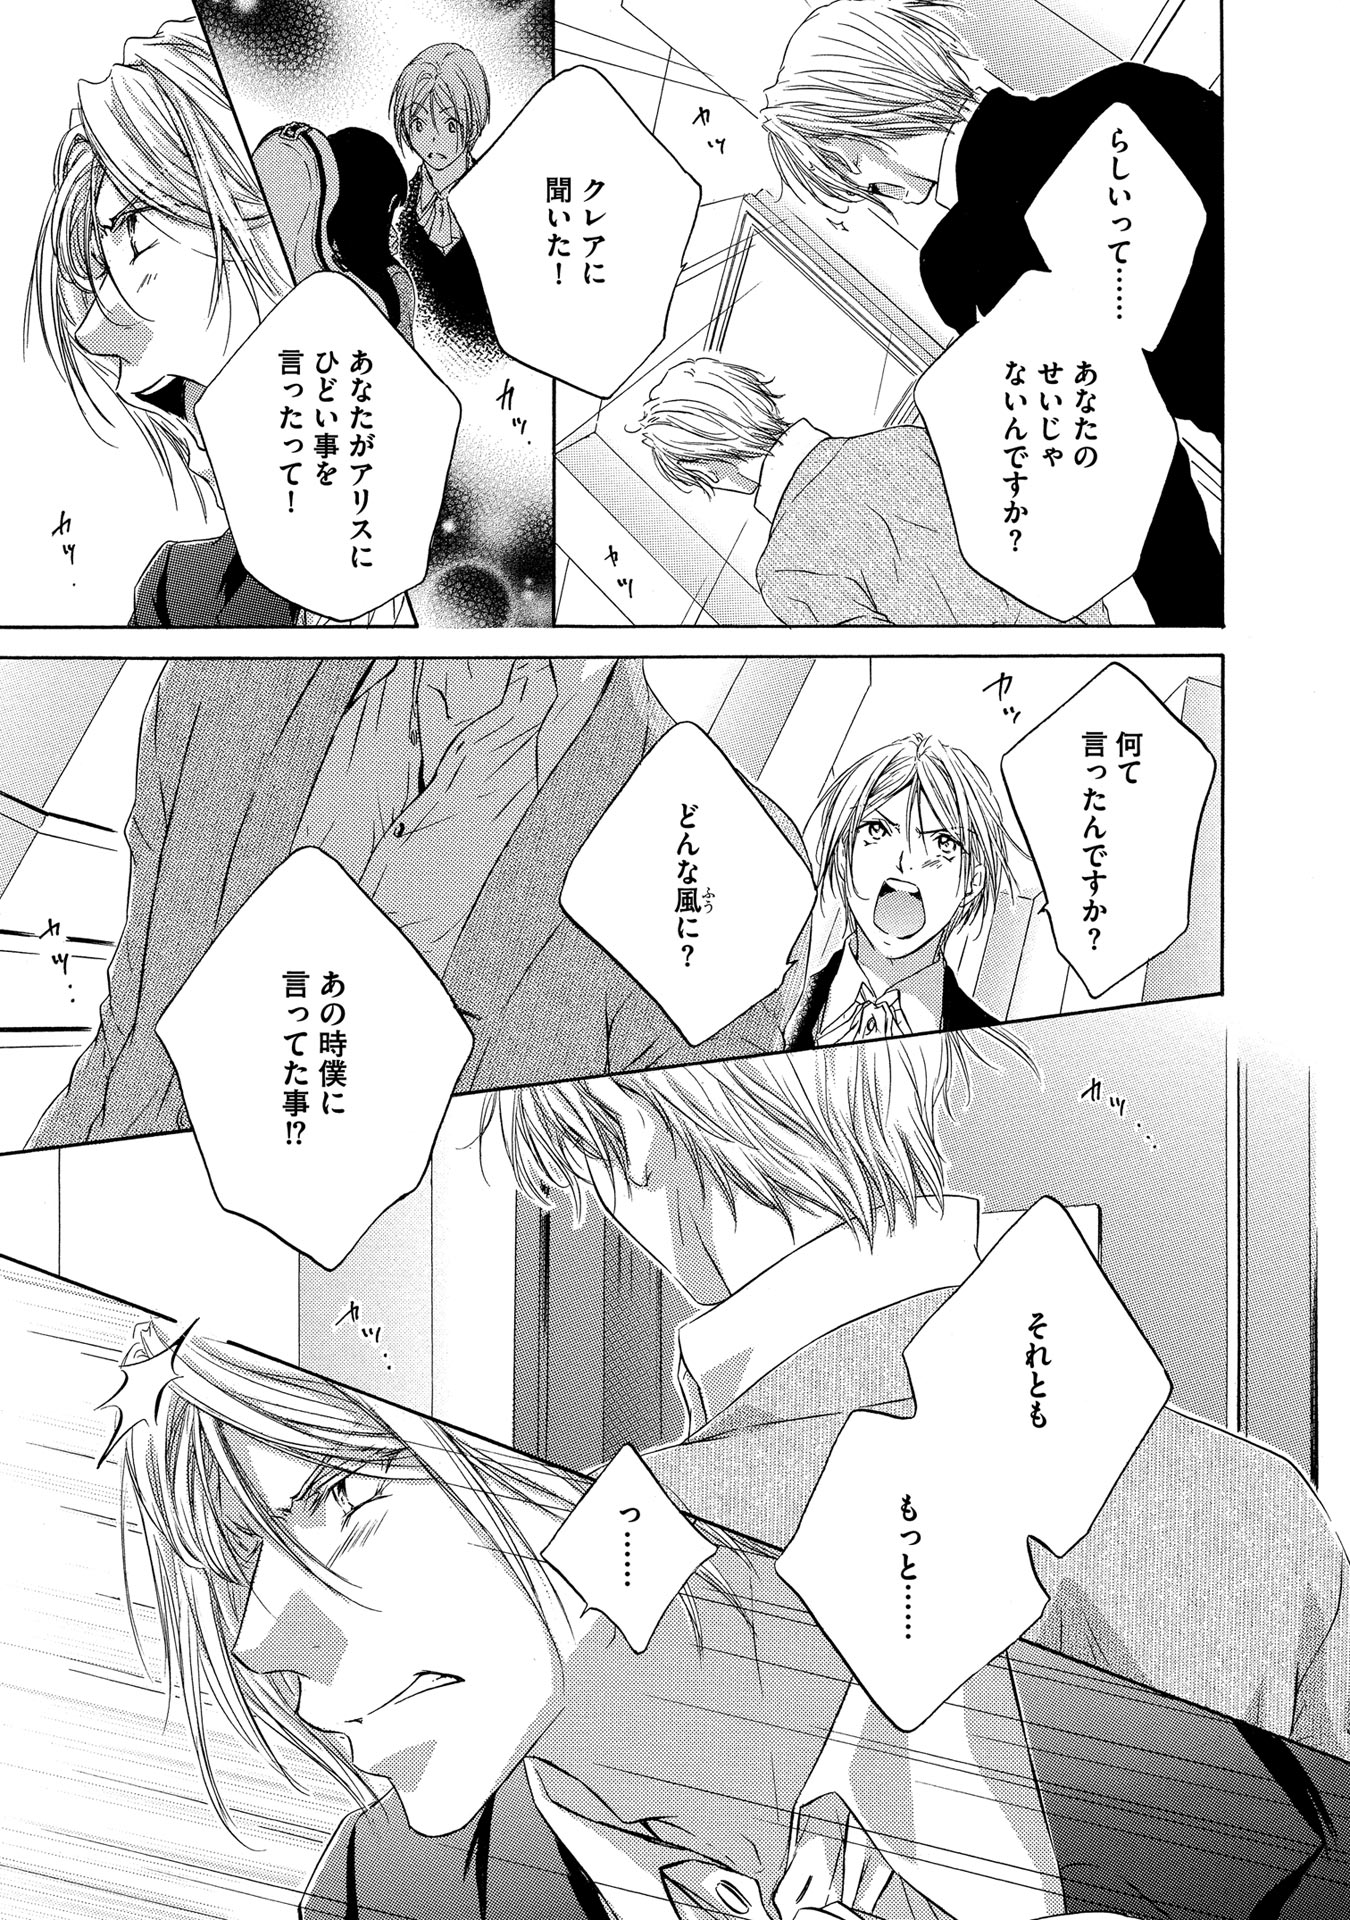 らしいって……
あなたの
せいじゃ
ないんですか？
カ
ッ
クレアに
聞いた！
カッ。
あなたがアリスに
ひどい事を
言ったって！
カッ。
カッ。
何て
言ったんですか？
カッ
どんな風に？
ふう
あの時僕に
言ってた事⁉
カッ。
カッ……
それとも
もっと……
カッ…
っ……